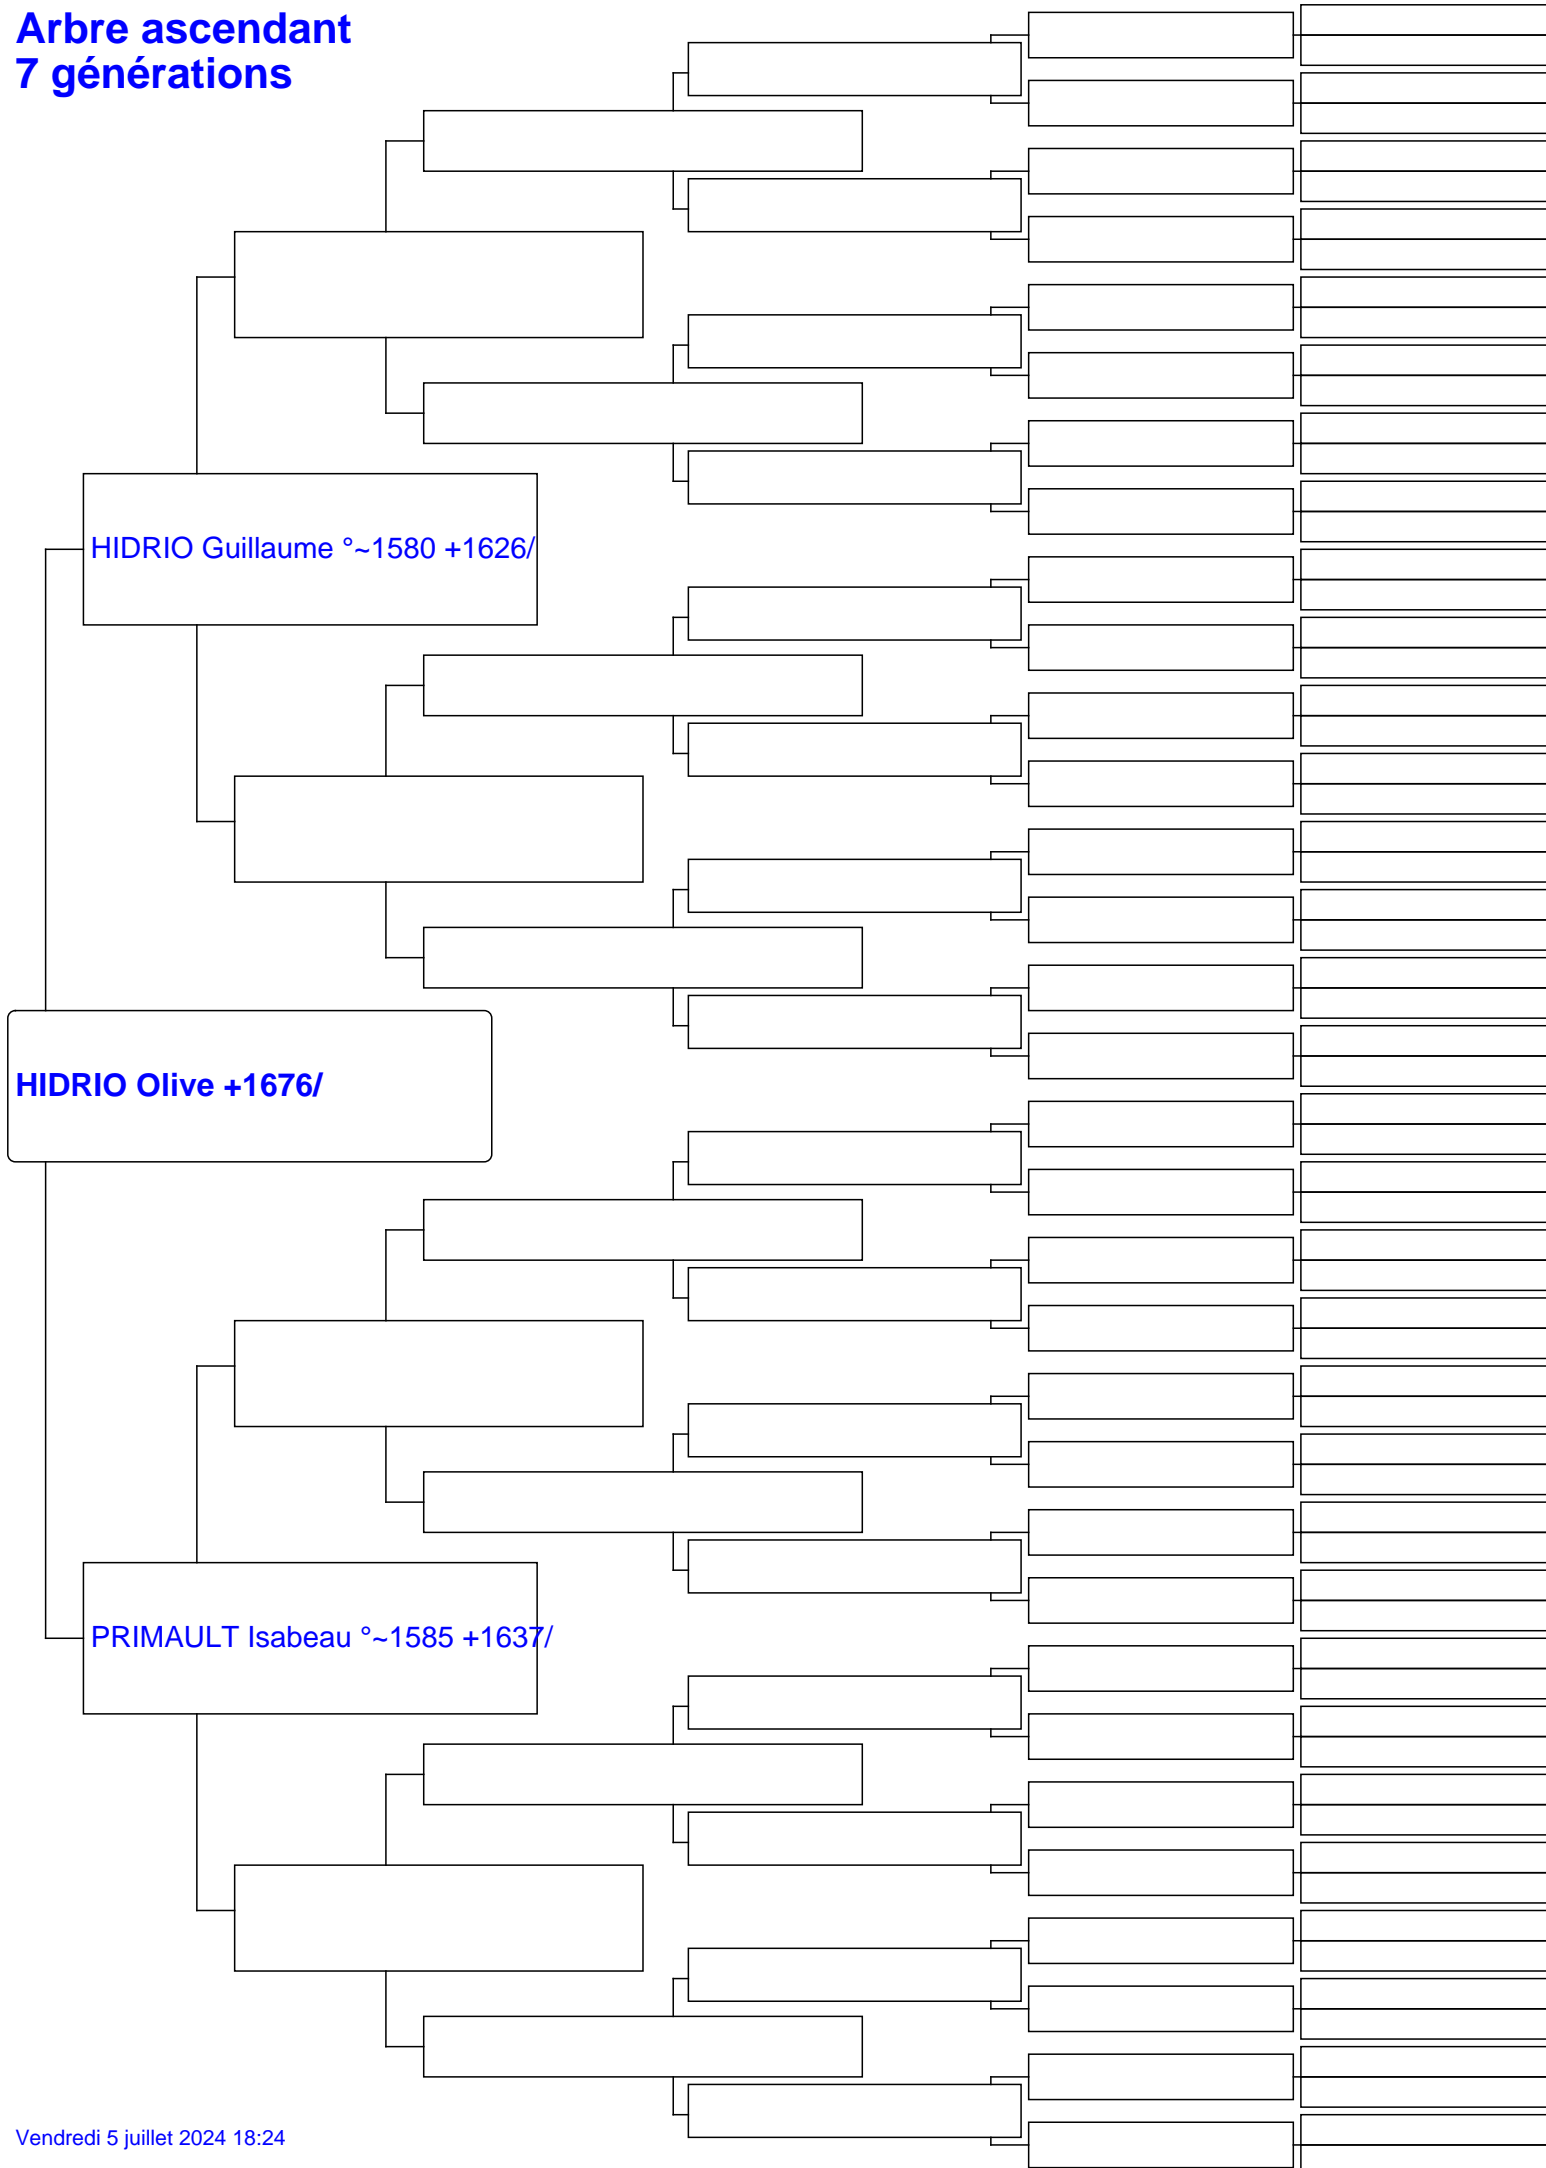 Arbre ascendant
7 générations
HIDRIO Guillaume °~1580 +1626/
HIDRIO Olive +1676/
PRIMAULT Isabeau °~1585 +1637/
Vendredi 5 juillet 2024 18:24